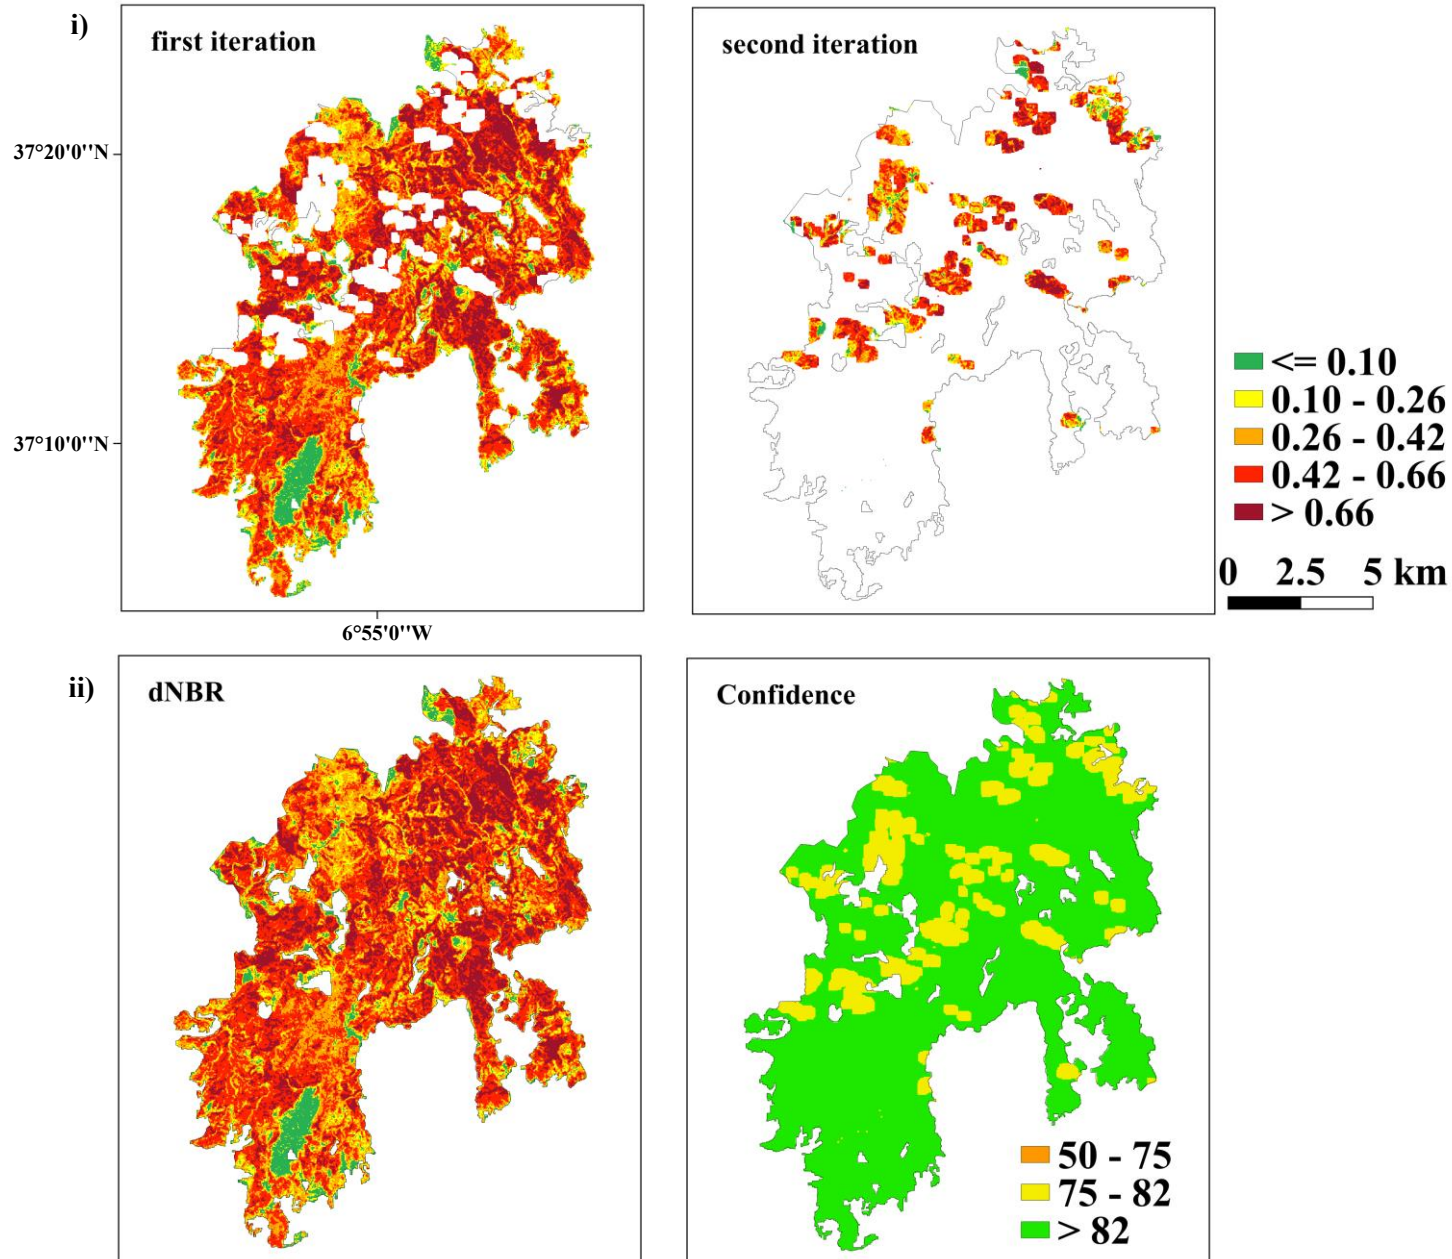 i)
first iteration
second iteration
37°20'0"N
37°10'0"N
6°55'0"W
<= 0.10
0.10 - 0.26
0.26 - 0.42
0.42 - 0.66
> 0.66
0 2.5 5 km
ii)
dNBR
Confidence
50 - 75
75 - 82
> 82